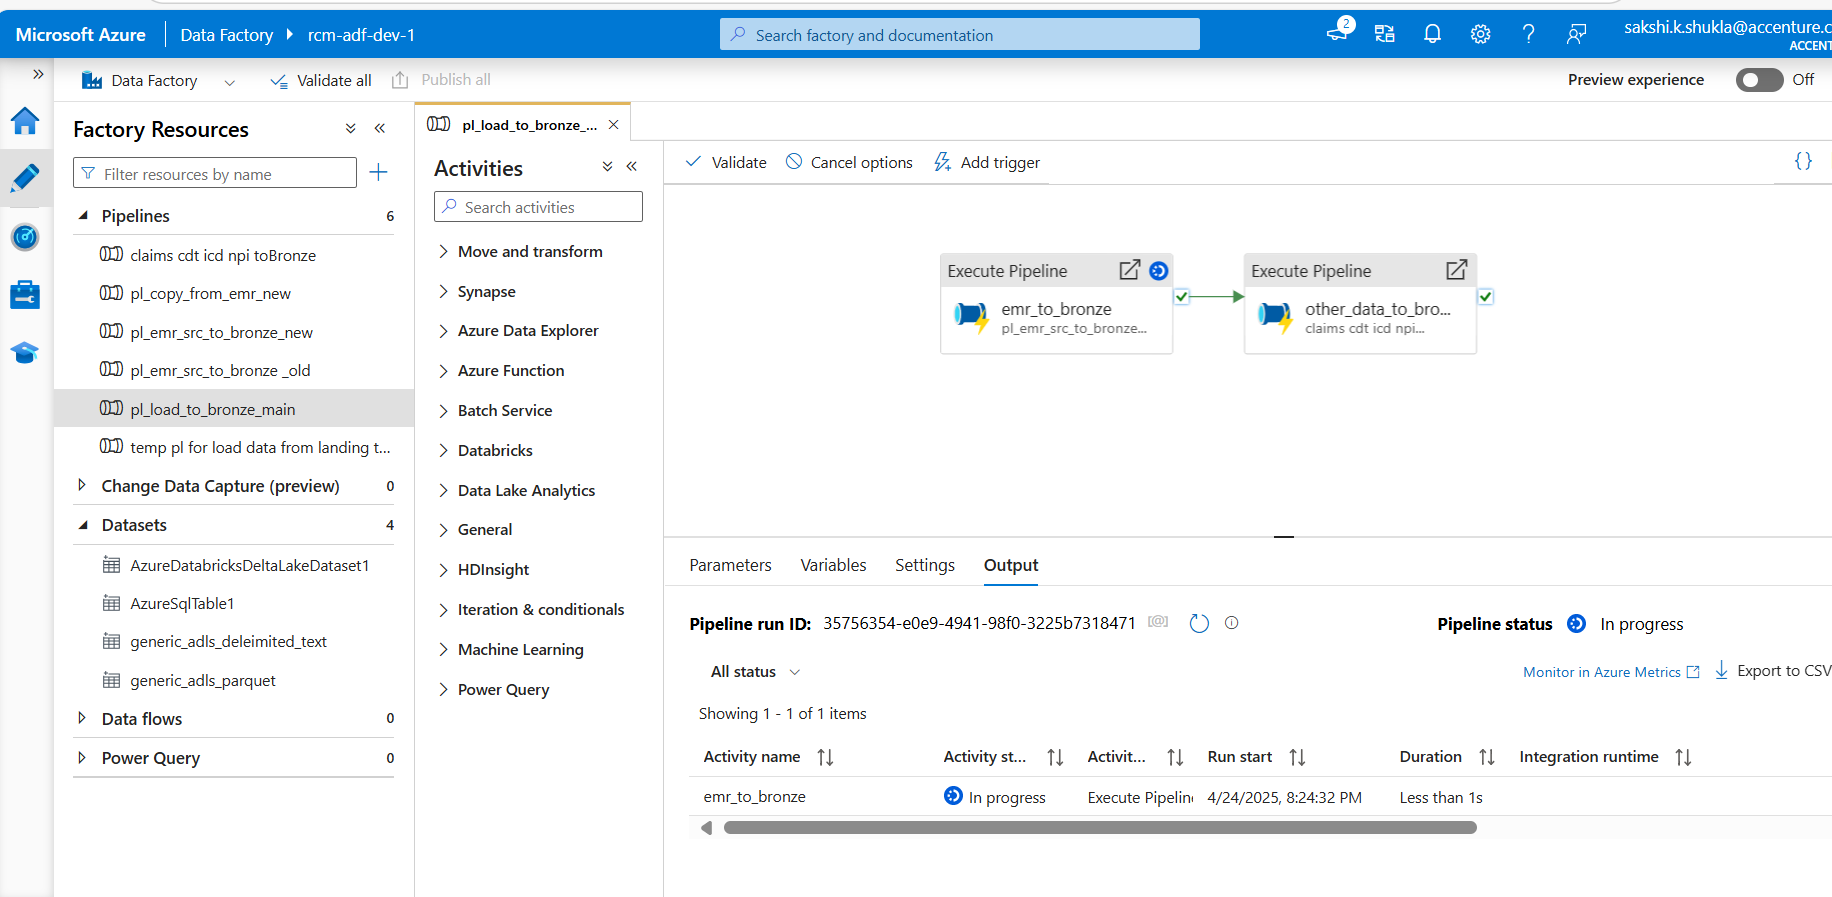 Microsoft Azure
Data Factory
rcm-adf-dev-1
Search factory and documentation
2
sakshi.k.shukla@accenture.c
ACCENT
Data Factory
Validate all
Publish all
Preview experience
Off
Factory Resources
Filter resources by name
Pipelines 6
claims cdt icd npi toBronze
pl_copy_from_emr_new
pl_emr_src_to_bronze_new
pl_emr_src_to_bronze _old
pl_load_to_bronze_main
temp pl for load data from landing t...
Change Data Capture (preview) 0
Datasets 4
AzureDatabricksDeltaLakeDataset1
AzureSqlTable1
generic_adls_deleimited_text
generic_adls_parquet
Data flows 0
Power Query 0
pl_load_to_bronze_...
Activities
Search activities
Move and transform
Synapse
Azure Data Explorer
Azure Function
Batch Service
Databricks
Data Lake Analytics
General
HDInsight
Iteration & conditionals
Machine Learning
Power Query
Validate
Cancel options
Add trigger
{}
Execute Pipeline
emr_to_bronze
pl_emr_src_to_bronze...
Execute Pipeline
other_data_to_bro...
claims cdt icd npi...
Parameters Variables Settings Output
Pipeline run ID: 35756354-e0e9-4941-98f0-3225b7318471
Pipeline status In progress
All status
Monitor in Azure Metrics
Export to CSV
Showing 1 - 1 of 1 items
Activity name Activity st... Activit... Run start Duration Integration runtime
emr_to_bronze In progress Execute Pipelin 4/24/2025, 8:24:32 PM Less than 1s